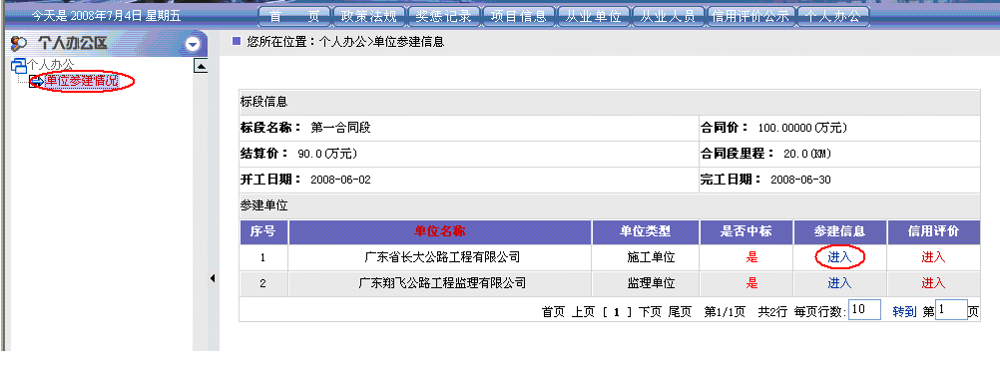 今天是 2008年7月4日 星期五
首 页 政策法规 奖惩记录 项目信息 从业单位 从业人员 信用评价公示 个人办公
个人办公区
您所在位置：个人办公>单位参建信息
个人办公
单位参建情况
标段信息
标段名称： 第一合同段 合同价： 100.00000(万元)
结算价： 90.0(万元) 合同段里程： 20.0(KM)
开工日期： 2008-06-02 完工日期： 2008-06-30
参建单位
序号 单位名称 单位类型 是否中标 参建信息 信用评价
1 广东省长大公路工程有限公司 施工单位 是 进入 进入
2 广东翔飞公路工程监理有限公司 监理单位 是 进入 进入
首页 上页 [ 1 ] 下页 尾页 第1/1页 共2行 每页行数: 10 转到 第 1 页